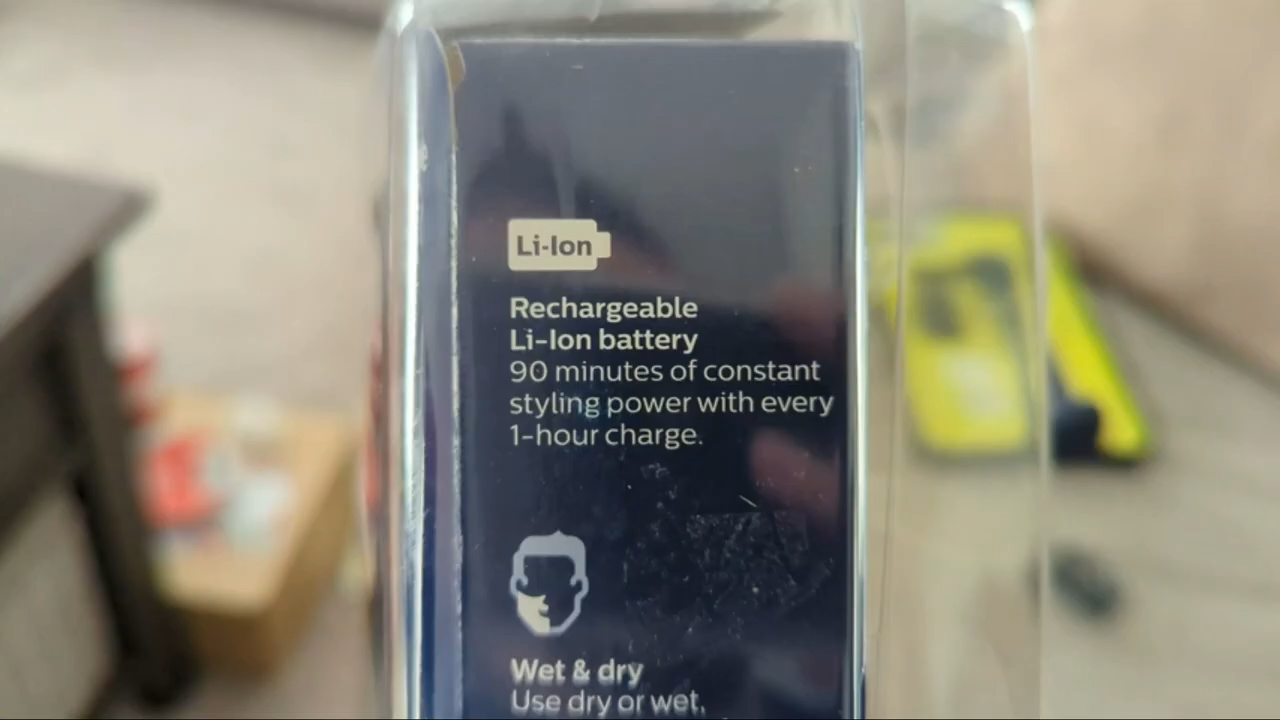 Li-Ion
Rechargeable
Li-Ion battery
90 minutes of constant
styling power with every
1-hour charge.
Wet & dry
Use dry or wet,